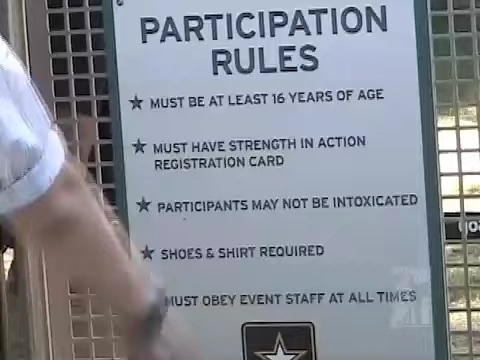 PARTICIPATION
RULES
MUST BE AT LEAST 16 YEARS OF AGE
MUST HAVE STRENGTH IN ACTION
REGISTRATION CARD
PARTICIPANTS MAY NOT BE INTOXICATED
SHOES & SHIRT REQUIRED
MUST OBEY EVENT STAFF AT ALL TIMES